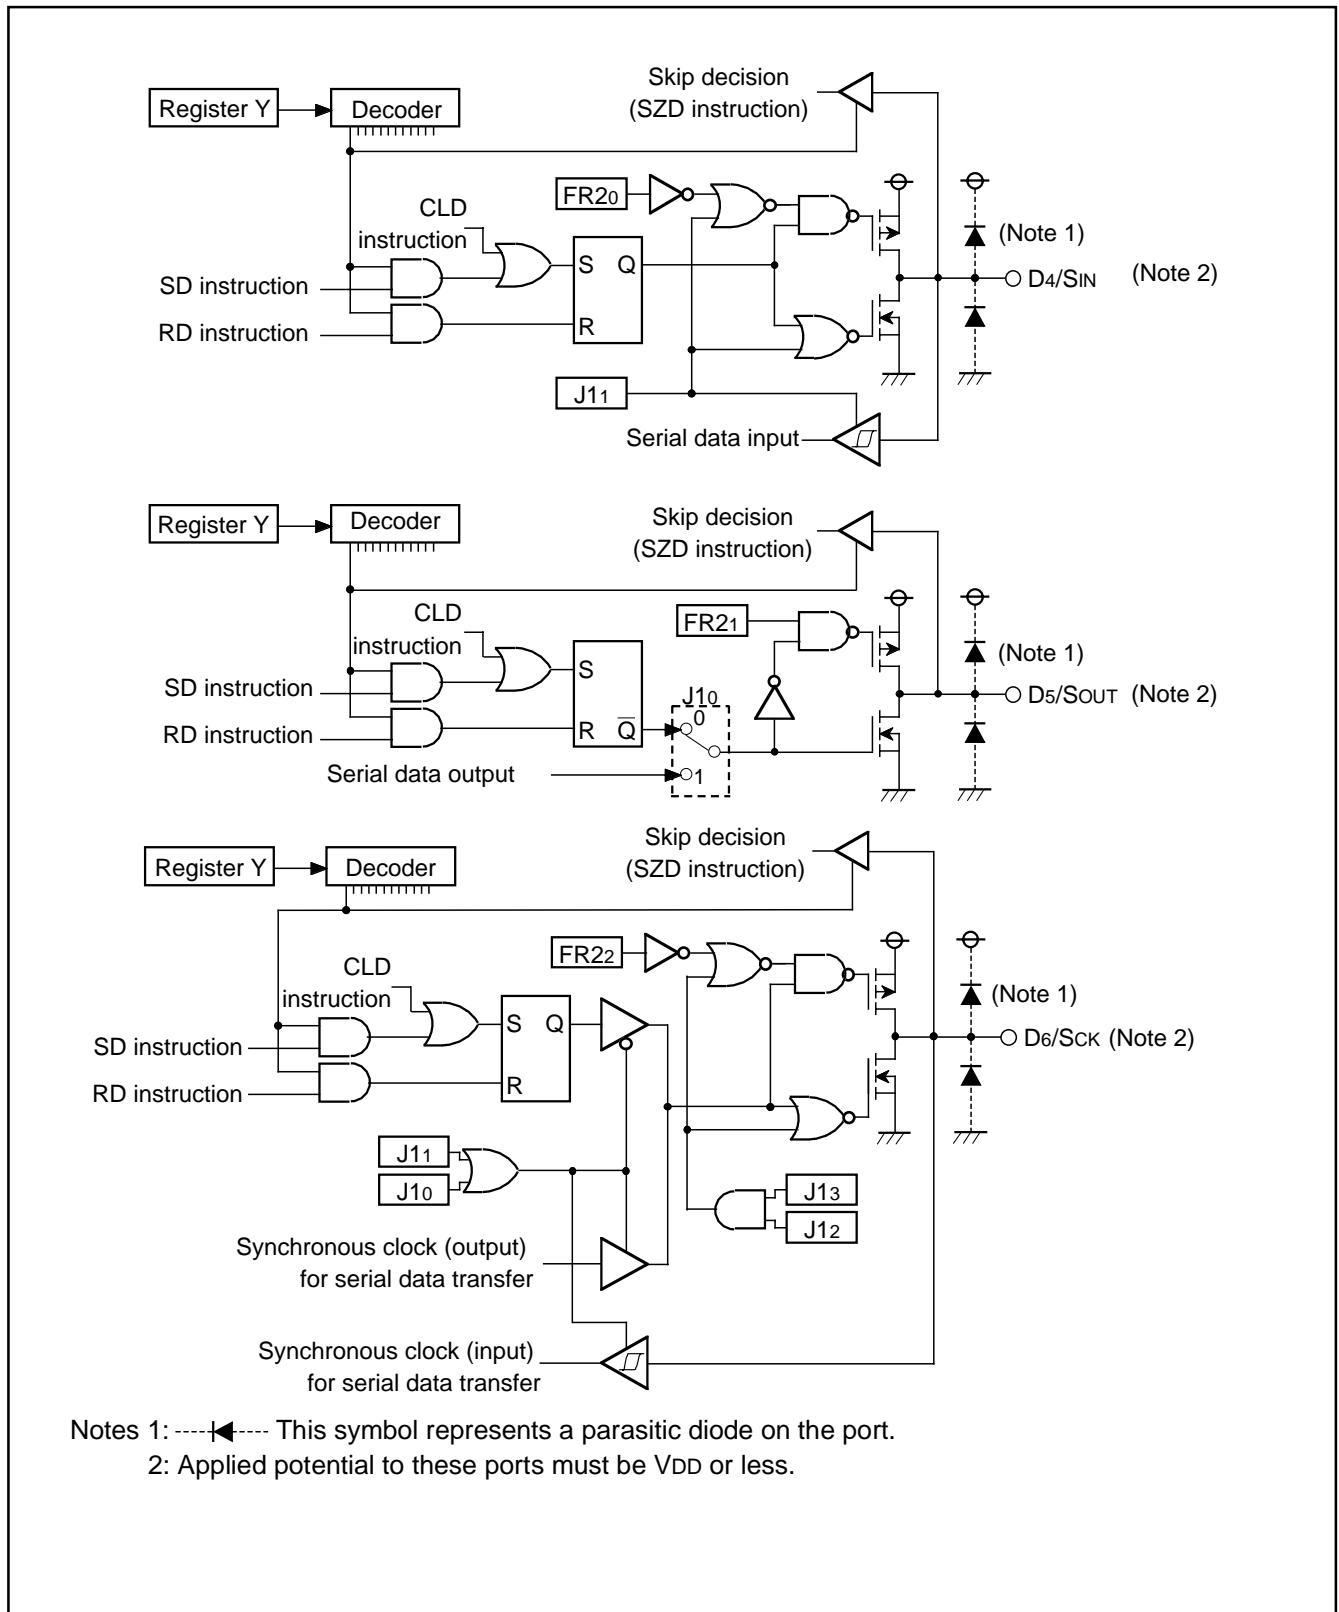 Skip decision
(SZD instruction)
Register Y
Decoder
FR20
CLD
instruction
S
Q
(Note 1)
D4/SIN
(Note 2)
SD instruction
RD instruction
R
J11
Serial data input
Register Y
Decoder
Skip decision
(SZD instruction)
CLD
instruction
FR21
S
(Note 1)
J10
0
SD instruction
D5/SOUT
(Note 2)
RD instruction
R
Q̅
Serial data output
1
Skip decision
(SZD instruction)
Register Y
Decoder
FR22
CLD
instruction
(Note 1)
S
Q
D6/SCK
(Note 2)
SD instruction
RD instruction
R
J11
J10
J13
J12
Synchronous clock (output)
for serial data transfer
Synchronous clock (input)
for serial data transfer
Notes 1: This symbol represents a parasitic diode on the port.
2: Applied potential to these ports must be VDD or less.